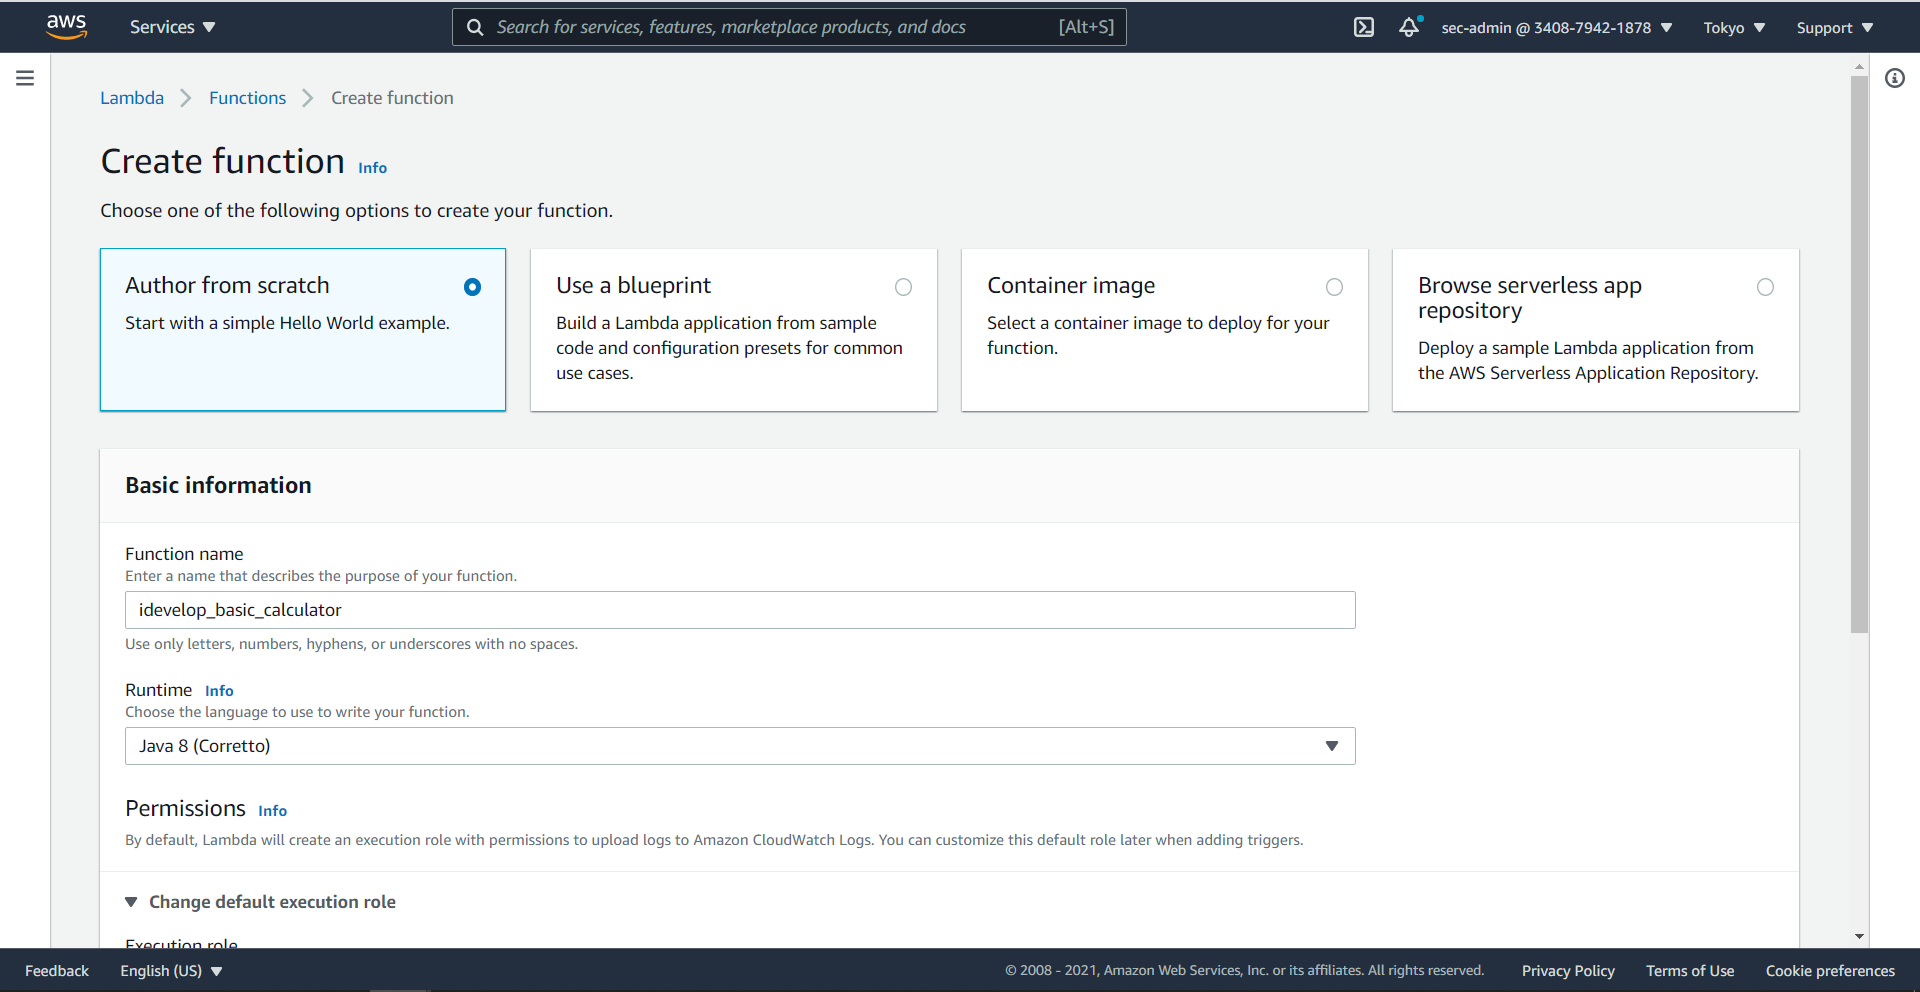 aws
Services
Search for services, features, marketplace products, and docs [Alt+S]
sec-admin @ 3408-7942-1878
Tokyo
Support
Lambda
Functions
Create function
Create function Info
Choose one of the following options to create your function.
Author from scratch
Start with a simple Hello World example.
Use a blueprint
Build a Lambda application from sample
code and configuration presets for common
use cases.
Container image
Select a container image to deploy for your
function.
Browse serverless app
repository
Deploy a sample Lambda application from
the AWS Serverless Application Repository.
Basic information
Function name
Enter a name that describes the purpose of your function.
idevelop_basic_calculator
Use only letters, numbers, hyphens, or underscores with no spaces.
Runtime Info
Choose the language to use to write your function.
Java 8 (Corretto)
Permissions Info
By default, Lambda will create an execution role with permissions to upload logs to Amazon CloudWatch Logs. You can customize this default role later when adding triggers.
Change default execution role
Execution role
Feedback
English (US)
© 2008 - 2021, Amazon Web Services, Inc. or its affiliates. All rights reserved.
Privacy Policy
Terms of Use
Cookie preferences